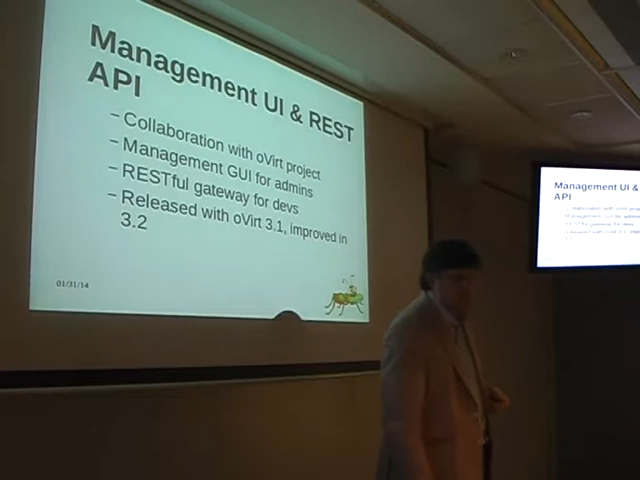 Management UI & REST
API
– Collaboration with oVirt project
– Management GUI for admins
– RESTful gateway for devs
– Released with oVirt 3.1, improved in
3.2
01/31/14
Management UI &
API